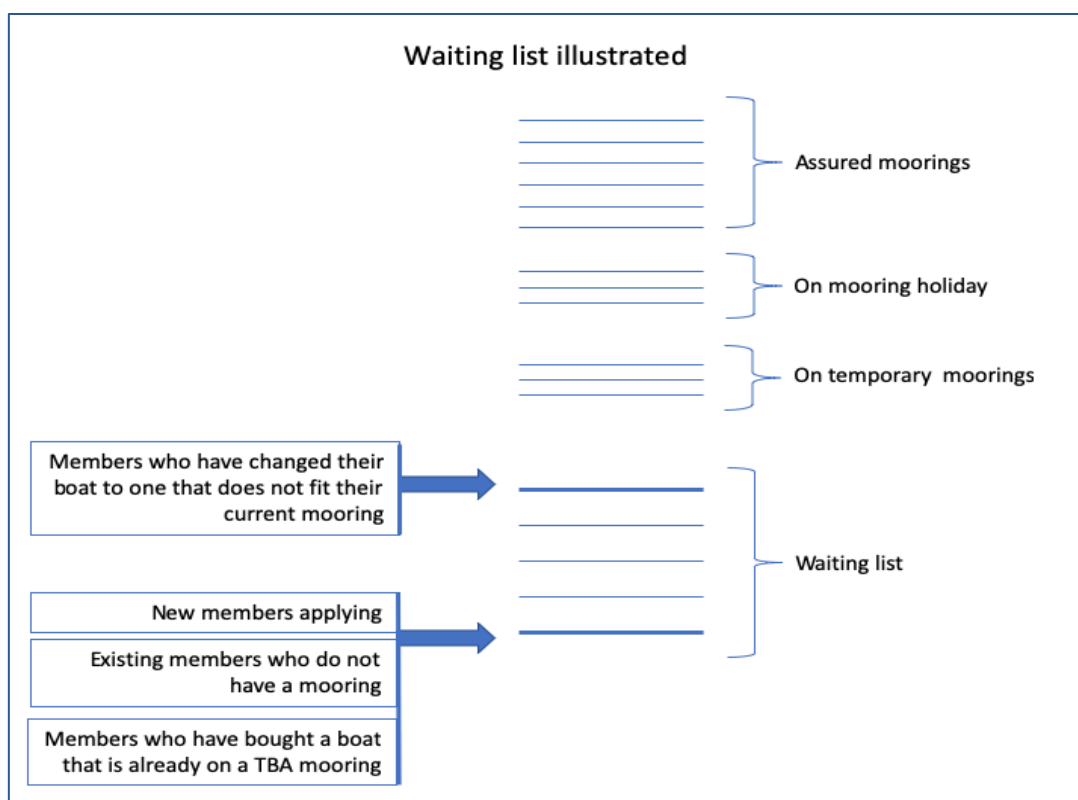 Waiting list illustrated
Assured moorings
On mooring holiday
On temporary moorings
Members who have changed their
boat to one that does not fit their
current mooring
Waiting list
New members applying
Existing members who do not
have a mooring
Members who have bought a boat
that is already on a TBA mooring